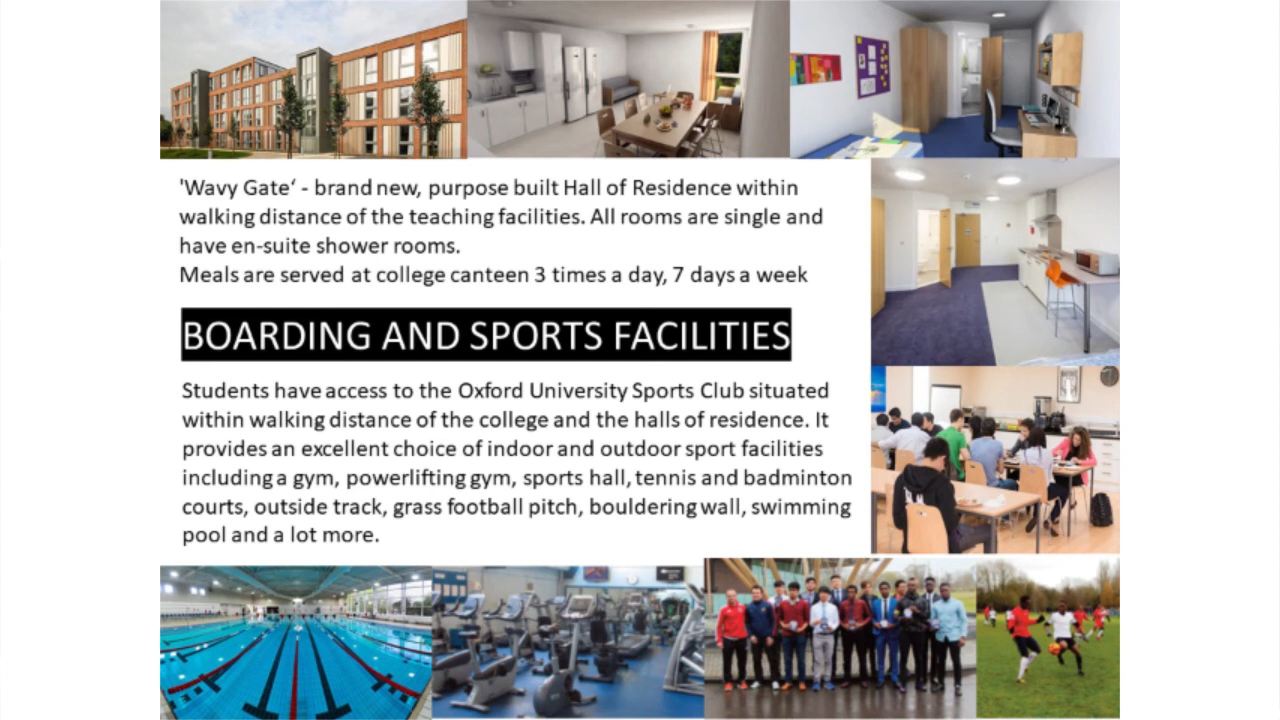 'Wavy Gate‘ - brand new, purpose built Hall of Residence within
walking distance of the teaching facilities. All rooms are single and
have en-suite shower rooms.
Meals are served at college canteen 3 times a day, 7 days a week
BOARDING AND SPORTS FACILITIES
Students have access to the Oxford University Sports Club situated
within walking distance of the college and the halls of residence. It
provides an excellent choice of indoor and outdoor sport facilities
including a gym, powerlifting gym, sports hall, tennis and badminton
courts, outside track, grass football pitch, bouldering wall, swimming
pool and a lot more.